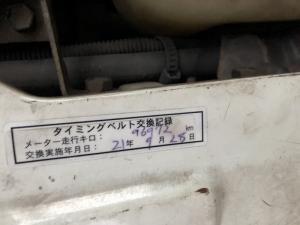 タイミングベルト交換記録
メーター走行キロ： 96972 km
交換実施年月日： 21年 9月 28日